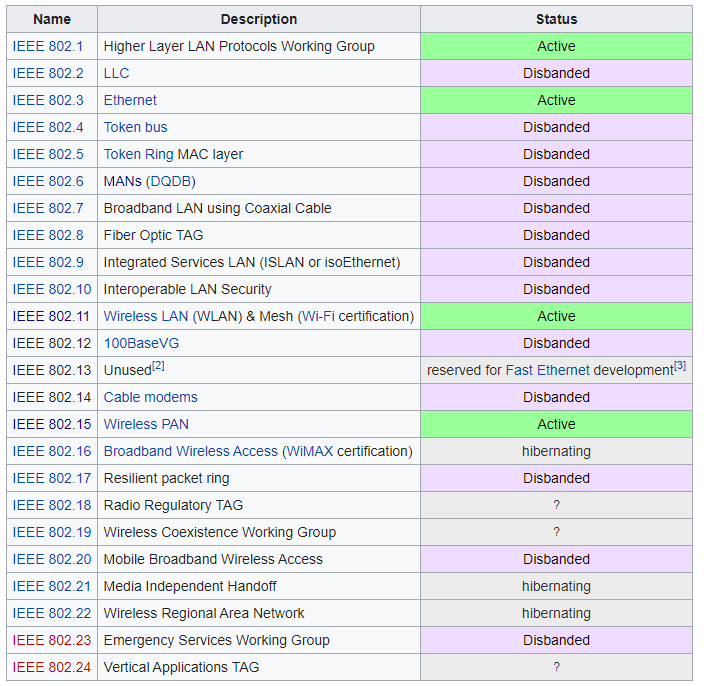 Name Description Status
IEEE 802.1 Higher Layer LAN Protocols Working Group Active
IEEE 802.2 LLC Disbanded
IEEE 802.3 Ethernet Active
IEEE 802.4 Token bus Disbanded
IEEE 802.5 Token Ring MAC layer Disbanded
IEEE 802.6 MANs (DQDB) Disbanded
IEEE 802.7 Broadband LAN using Coaxial Cable Disbanded
IEEE 802.8 Fiber Optic TAG Disbanded
IEEE 802.9 Integrated Services LAN (ISLAN or isoEthernet) Disbanded
IEEE 802.10 Interoperable LAN Security Disbanded
IEEE 802.11 Wireless LAN (WLAN) & Mesh (Wi-Fi certification) Active
IEEE 802.12 100BaseVG Disbanded
IEEE 802.13 Unused[2] reserved for Fast Ethernet development[3]
IEEE 802.14 Cable modems Disbanded
IEEE 802.15 Wireless PAN Active
IEEE 802.16 Broadband Wireless Access (WiMAX certification) hibernating
IEEE 802.17 Resilient packet ring Disbanded
IEEE 802.18 Radio Regulatory TAG ?
IEEE 802.19 Wireless Coexistence Working Group ?
IEEE 802.20 Mobile Broadband Wireless Access Disbanded
IEEE 802.21 Media Independent Handoff hibernating
IEEE 802.22 Wireless Regional Area Network hibernating
IEEE 802.23 Emergency Services Working Group Disbanded
IEEE 802.24 Vertical Applications TAG ?